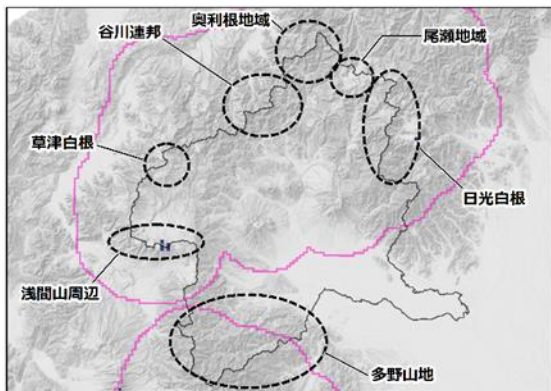 奥利根地域
谷川連邦
尾瀬地域
草津白根
日光白根
浅間山周辺
多野山地